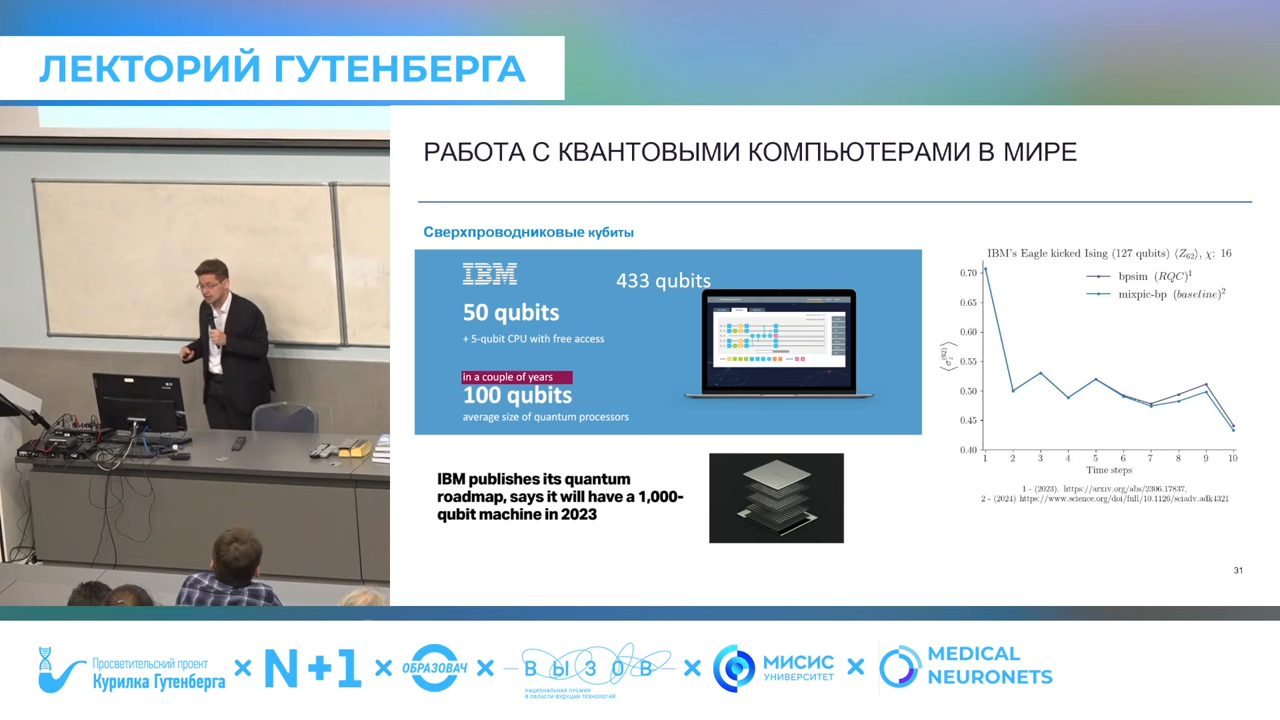 ЛЕКТОРИЙ ГУТЕНБЕРГА
РАБОТА С КВАНТОВЫМИ КОМПЬЮТЕРАМИ В МИРЕ
Сверхпроводниковые кубиты
IBM
433 qubits
50 qubits
+ 5-qubit CPU with free access
in a couple of years
100 qubits
average size of quantum processors
IBM publishes its quantum
roadmap, says it will have a 1,000-
qubit machine in 2023
IBM's Eagle kicked Ising (127 qubits) ⟨Z₆₂⟩, χ: 16
bpsim (RQC)¹
mixpic-bp (baseline)²
0.70
0.65
0.60
0.55
0.50
0.45
0.40
⟨σ_z^(62)⟩
1 2 3 4 5 6 7 8 9 10
Time steps
1 - (2023). https://arxiv.org/abs/2306.17837,
2 - (2024) https://www.science.org/doi/full/10.1126/sciadv.adk4321
31
Просветительский проект
Курилка Гутенберга
N+1
ОБРАЗОВАЧ
ВЫЗОВ
НАЦИОНАЛЬНАЯ ПРЕМИЯ
В ОБЛАСТИ БУДУЩИХ ТЕХНОЛОГИЙ
МИСИС
УНИВЕРСИТЕТ
MEDICAL
NEURONETS